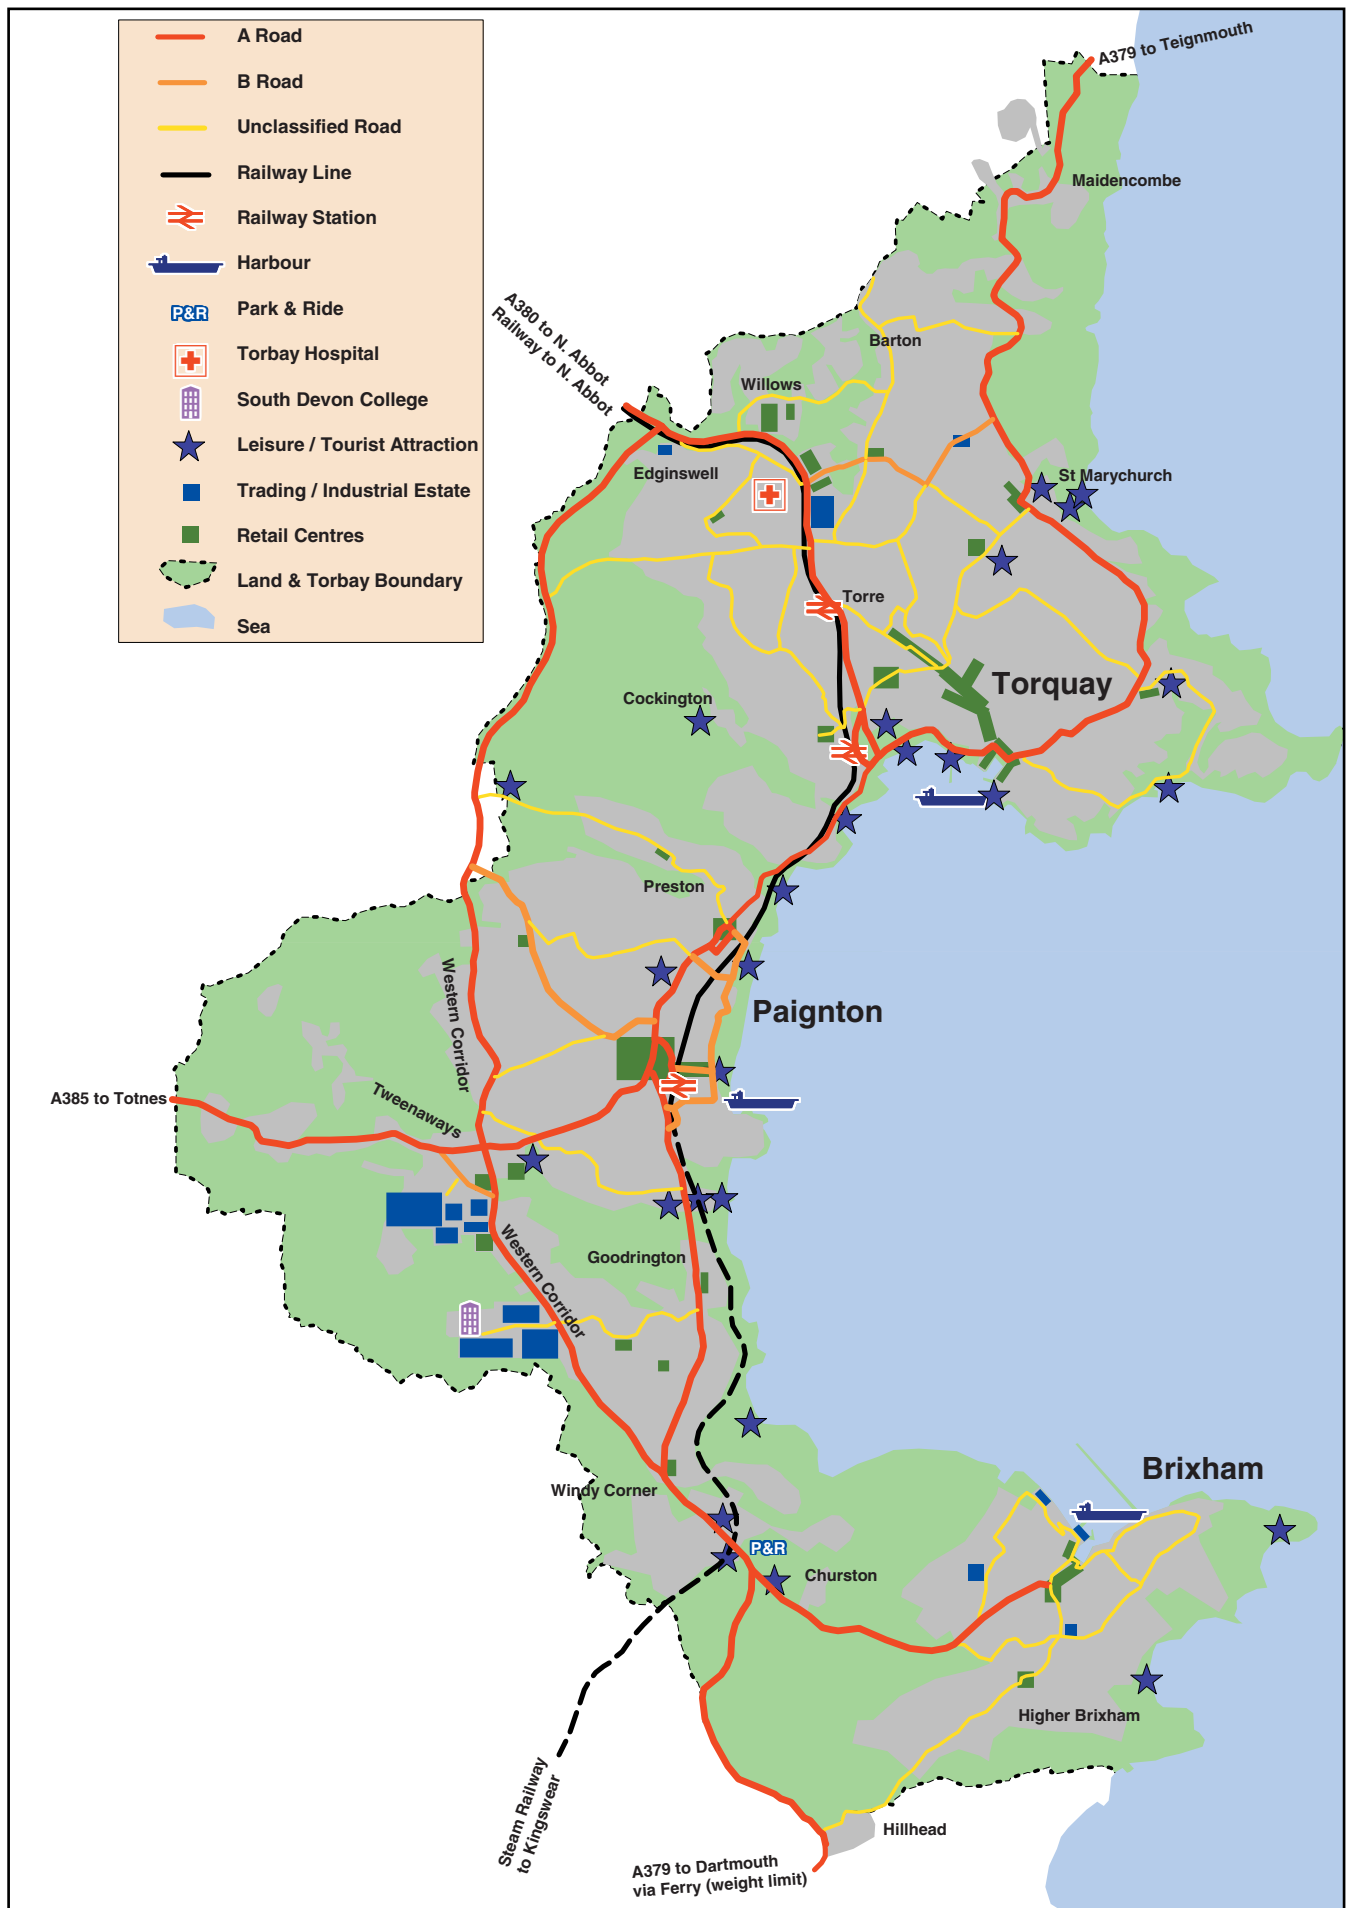 A Road
B Road
Unclassified Road
Railway Line
Railway Station
Harbour
P&R
Park & Ride
Torbay Hospital
South Devon College
Leisure / Tourist Attraction
Trading / Industrial Estate
Retail Centres
Land & Torbay Boundary
Sea
A379 to Teignmouth
Maidencombe
A380 to N. Abbot
Railway to N. Abbot
Barton
Willows
Edginswell
St Marychurch
Torre
Torquay
Cockington
Preston
Western Corridor
Paignton
A385 to Totnes
Tweenaways
Western Corridor
Goodrington
Windy Corner
Brixham
P&R
Churston
Higher Brixham
Steam Railway
to Kingswear
Hillhead
A379 to Dartmouth
via Ferry (weight limit)